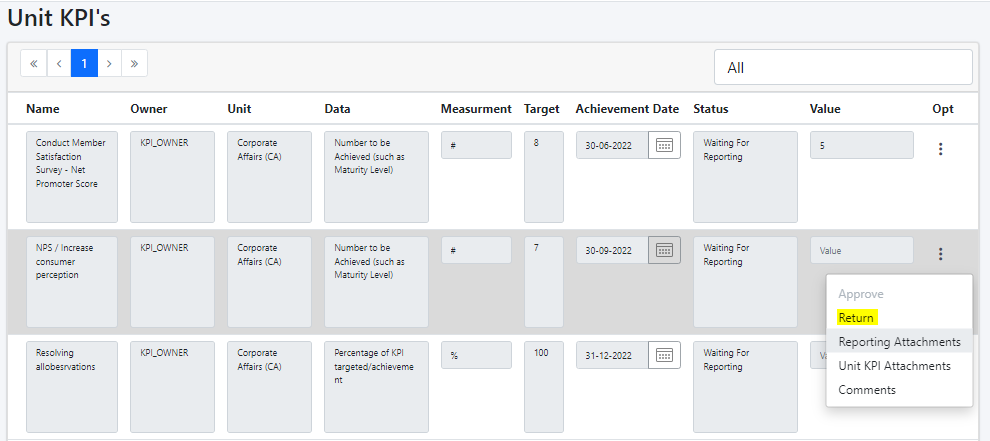 Unit KPI's
« ‹ 1 › »
All
Name Owner Unit Data Measurment Target Achievement Date Status Value Opt
Conduct Member
Satisfaction
Survey - Net
Promoter Score
KPI_OWNER
Corporate
Affairs (CA)
Number to be
Achieved (such as
Maturity Level)
#
8
30-06-2022
Waiting For
Reporting
5
NPS / Increase
consumer
perception
KPI_OWNER
Corporate
Affairs (CA)
Number to be
Achieved (such as
Maturity Level)
#
7
30-09-2022
Waiting For
Reporting
Value
Approve
Return
Reporting Attachments
Unit KPI Attachments
Comments
Resolving
allobesrvations
KPI_OWNER
Corporate
Affairs (CA)
Percentage of KPI
targeted/achieveme
nt
%
100
31-12-2022
Waiting For
Reporting